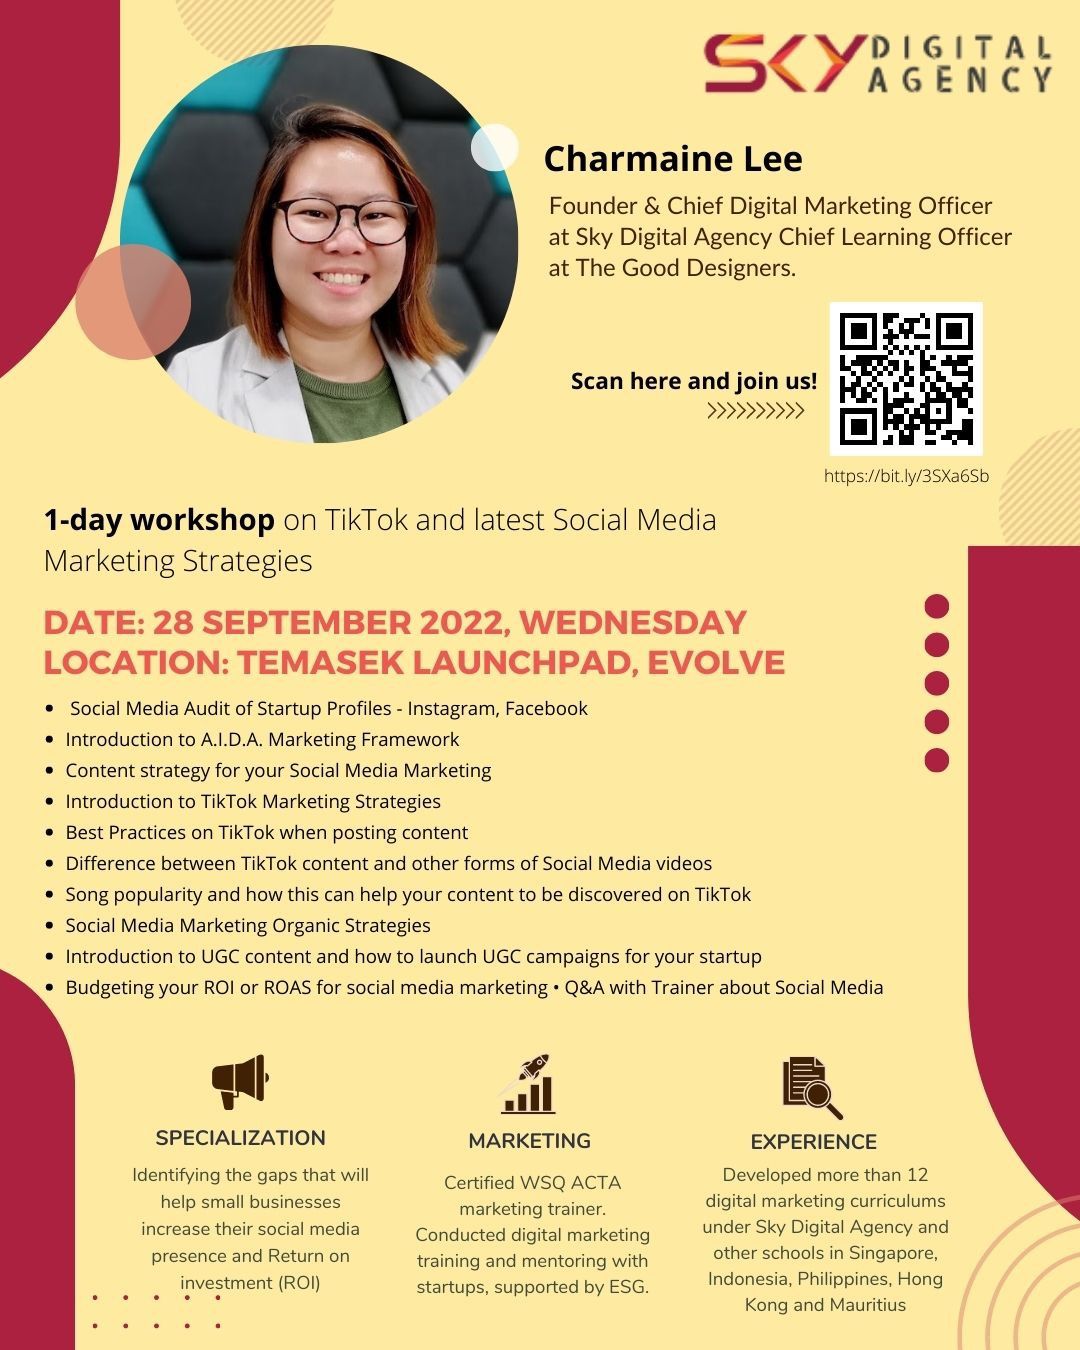 SKY DIGITAL
AGENCY
Charmaine Lee
Founder & Chief Digital Marketing Officer
at Sky Digital Agency Chief Learning Officer
at The Good Designers.
Scan here and join us!
https://bit.ly/3SXa6Sb
1-day workshop on TikTok and latest Social Media
Marketing Strategies
DATE: 28 SEPTEMBER 2022, WEDNESDAY
LOCATION: TEMASEK LAUNCHPAD, EVOLVE
• Social Media Audit of Startup Profiles - Instagram, Facebook
• Introduction to A.I.D.A. Marketing Framework
• Content strategy for your Social Media Marketing
• Introduction to TikTok Marketing Strategies
• Best Practices on TikTok when posting content
• Difference between TikTok content and other forms of Social Media videos
• Song popularity and how this can help your content to be discovered on TikTok
• Social Media Marketing Organic Strategies
• Introduction to UGC content and how to launch UGC campaigns for your startup
• Budgeting your ROI or ROAS for social media marketing • Q&A with Trainer about Social Media
SPECIALIZATION
Identifying the gaps that will
help small businesses
increase their social media
presence and Return on
investment (ROI)
MARKETING
Certified WSQ ACTA
marketing trainer.
Conducted digital marketing
training and mentoring with
startups, supported by ESG.
EXPERIENCE
Developed more than 12
digital marketing curriculums
under Sky Digital Agency and
other schools in Singapore,
Indonesia, Philippines, Hong
Kong and Mauritius